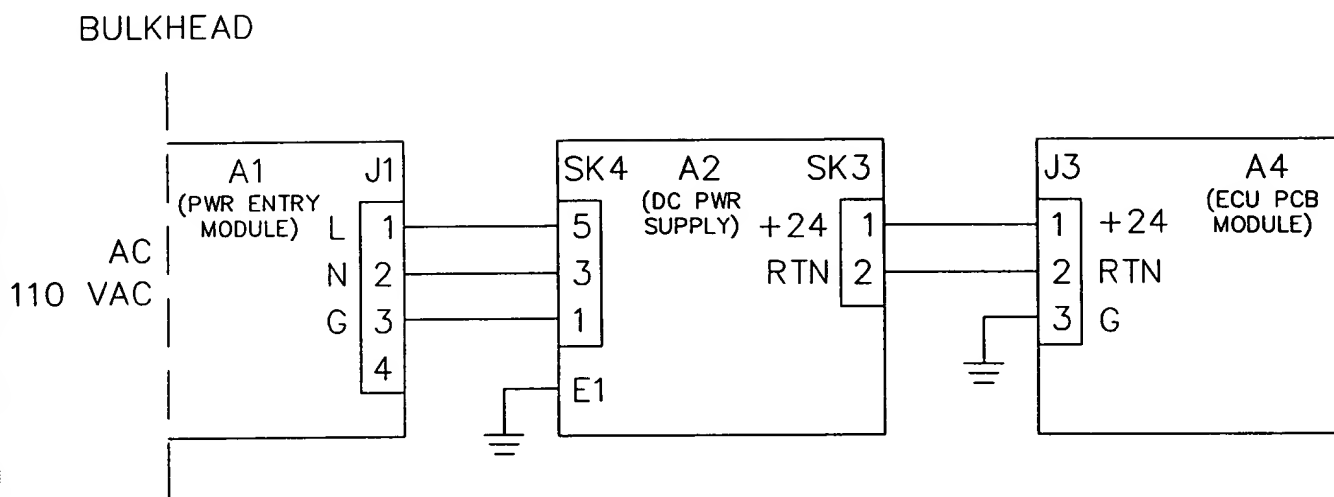 BULKHEAD
AC
110 VAC
A1
(PWR ENTRY
MODULE)
J1
L 1
N 2
G 3
4
SK4
5
3
1
E1
A2
(DC PWR
SUPPLY)
SK3
+24 1
RTN 2
J3
1 +24
2 RTN
3 G
A4
(ECU PCB
MODULE)